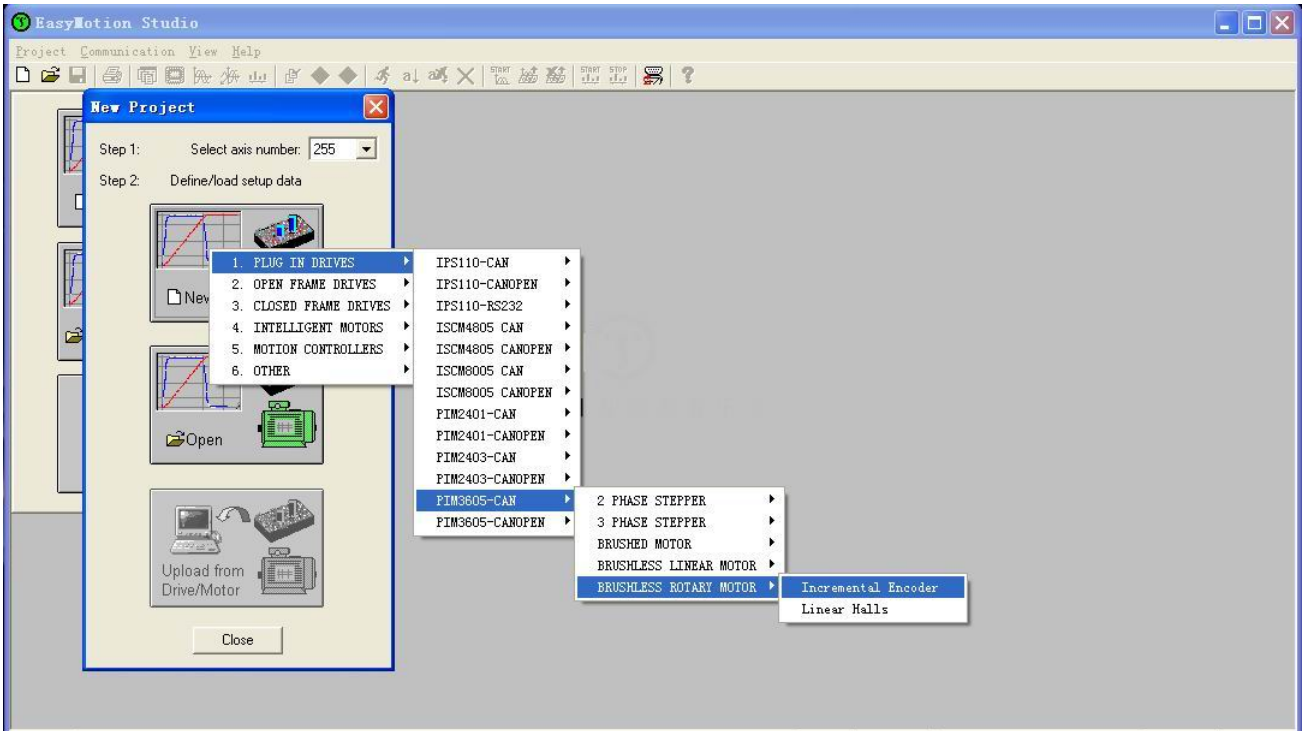 EasyMotion Studio
Project Communication View Help
START START STOP
New Project
Step 1: Select axis number: 255
Step 2: Define/load setup data
New
1. PLUG IN DRIVES
2. OPEN FRAME DRIVES
3. CLOSED FRAME DRIVES
4. INTELLIGENT MOTORS
5. MOTION CONTROLLERS
6. OTHER
IPS110-CAN
IPS110-CANOPEN
IPS110-RS232
ISCM4805 CAN
ISCM4805 CANOPEN
ISCM8005 CAN
ISCM8005 CANOPEN
PIM2401-CAN
PIM2401-CANOPEN
PIM2403-CAN
PIM2403-CANOPEN
PIM3605-CAN
PIM3605-CANOPEN
2 PHASE STEPPER
3 PHASE STEPPER
BRUSHED MOTOR
BRUSHLESS LINEAR MOTOR
BRUSHLESS ROTARY MOTOR
Incremental Encoder
Linear Halls
Open
Upload from
Drive/Motor
Close